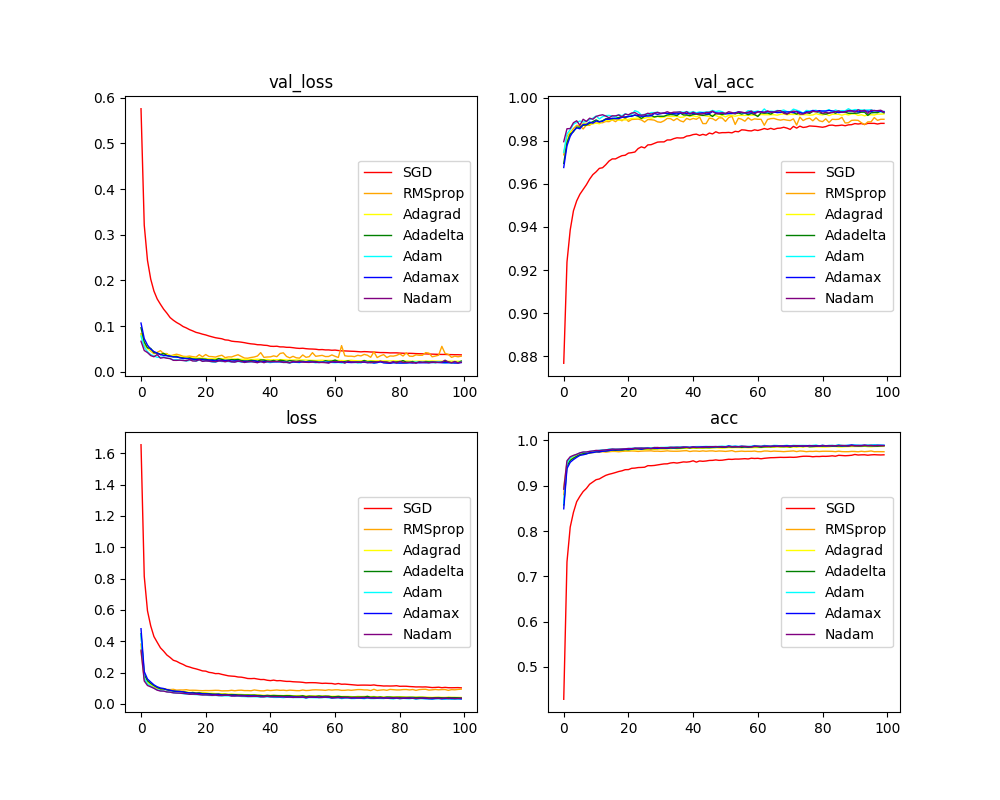 val_loss
0.6
0.5
0.4
0.3
0.2
0.1
0.0
0 20 40 60 80 100
SGD
RMSprop
Adagrad
Adadelta
Adam
Adamax
Nadam
val_acc
1.00
0.98
0.96
0.94
0.92
0.90
0.88
0 20 40 60 80 100
SGD
RMSprop
Adagrad
Adadelta
Adam
Adamax
Nadam
loss
1.6
1.4
1.2
1.0
0.8
0.6
0.4
0.2
0.0
0 20 40 60 80 100
SGD
RMSprop
Adagrad
Adadelta
Adam
Adamax
Nadam
acc
1.0
0.9
0.8
0.7
0.6
0.5
0 20 40 60 80 100
SGD
RMSprop
Adagrad
Adadelta
Adam
Adamax
Nadam